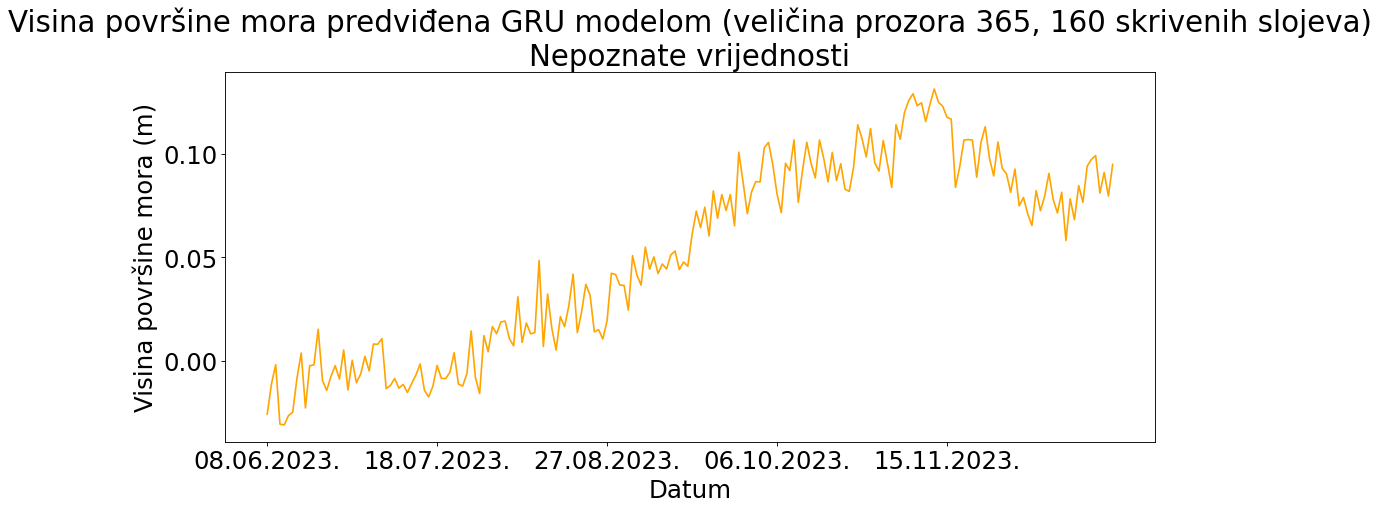 Visina površine mora predviđena GRU modelom (veličina prozora 365, 160 skrivenih slojeva)
Nepoznate vrijednosti
Visina površine mora (m)
0.10
0.05
0.00
08.06.2023. 18.07.2023. 27.08.2023. 06.10.2023. 15.11.2023.
Datum